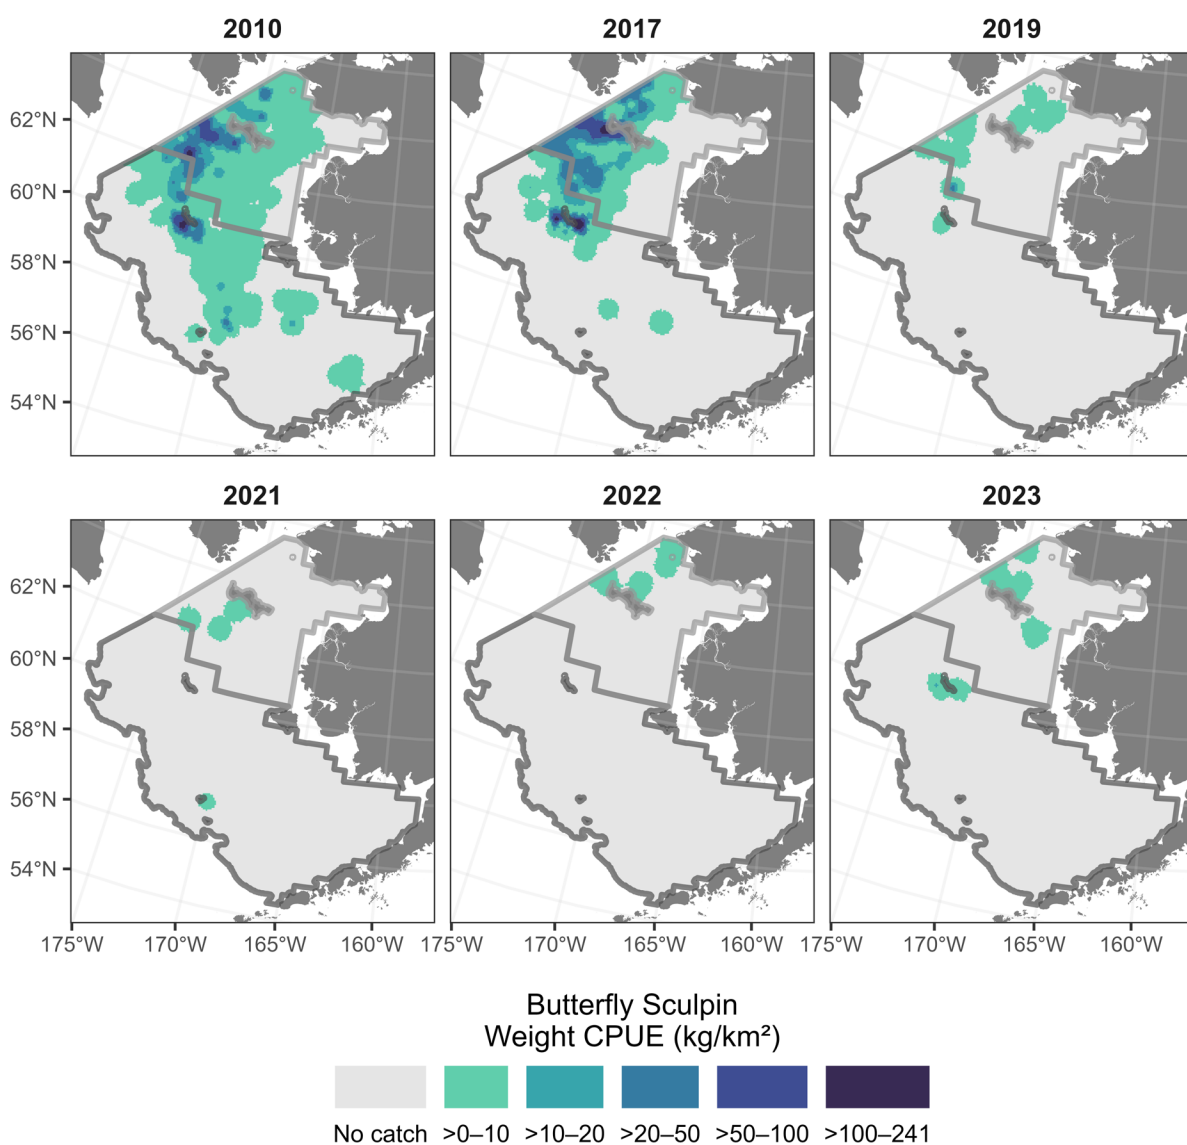 2010 2017 2019
62°N
60°N
58°N
56°N
54°N
2021 2022 2023
62°N
60°N
58°N
56°N
54°N
175°W 170°W 165°W 160°W 175°W 170°W 165°W 160°W 175°W 170°W 165°W 160°W
Butterfly Sculpin
Weight CPUE (kg/km²)
No catch >0–10 >10–20 >20–50 >50–100 >100–241